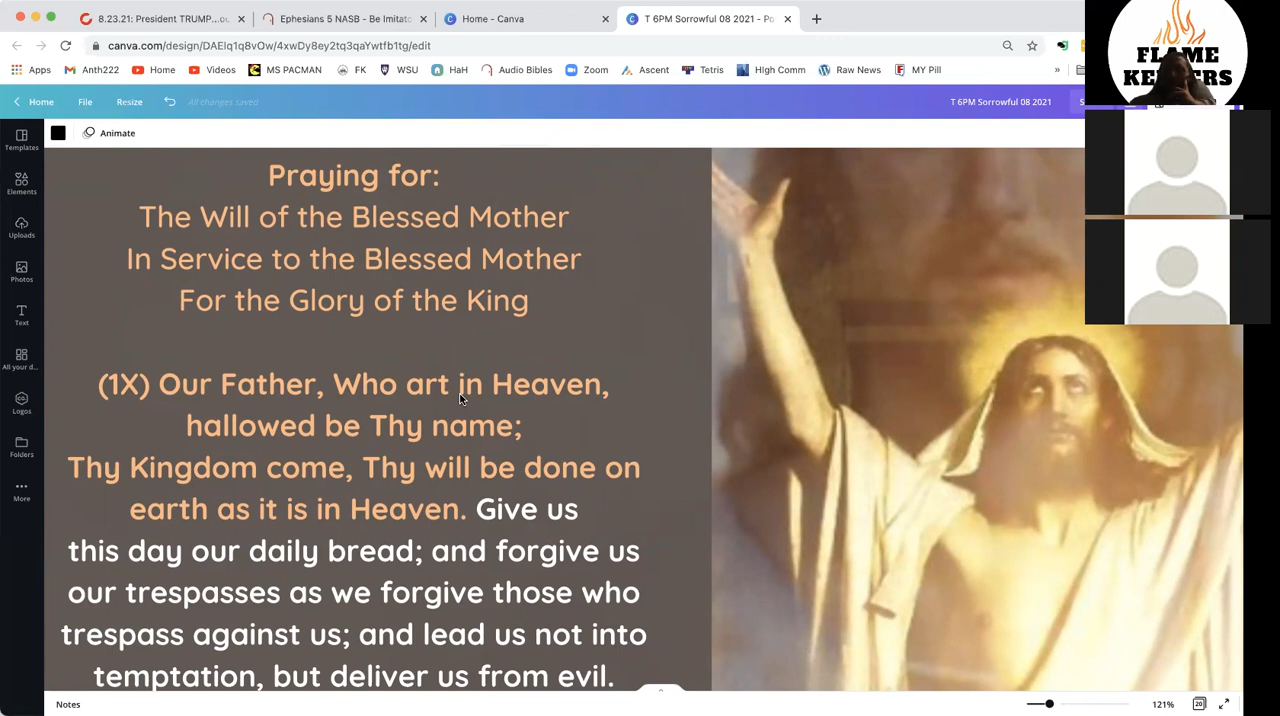 8.23.21: President TRUMP...ou
Ephesians 5 NASB - Be Imitato
Home - Canva
T 6PM Sorrowful 08 2021 - Po
canva.com/design/DAElq1q8vOw/4xwDy8ey2tq3qaYwtfb1tg/edit
Apps
Anth222
Home
Videos
MS PACMAN
FK
WSU
HaH
Audio Bibles
Zoom
Ascent
Tetris
High Comm
Raw News
MY Pill
»
FLAME
KEEPERS
Home
File
Resize
All changes saved
T 6PM Sorrowful 08 2021
Animate
Templates
Elements
Uploads
Photos
Text
All your d...
Logos
Folders
More
Praying for:
The Will of the Blessed Mother
In Service to the Blessed Mother
For the Glory of the King
(1X) Our Father, Who art in Heaven,
hallowed be Thy name;
Thy Kingdom come, Thy will be done on
earth as it is in Heaven. Give us
this day our daily bread; and forgive us
our trespasses as we forgive those who
trespass against us; and lead us not into
temptation, but deliver us from evil.
Notes
121%
20